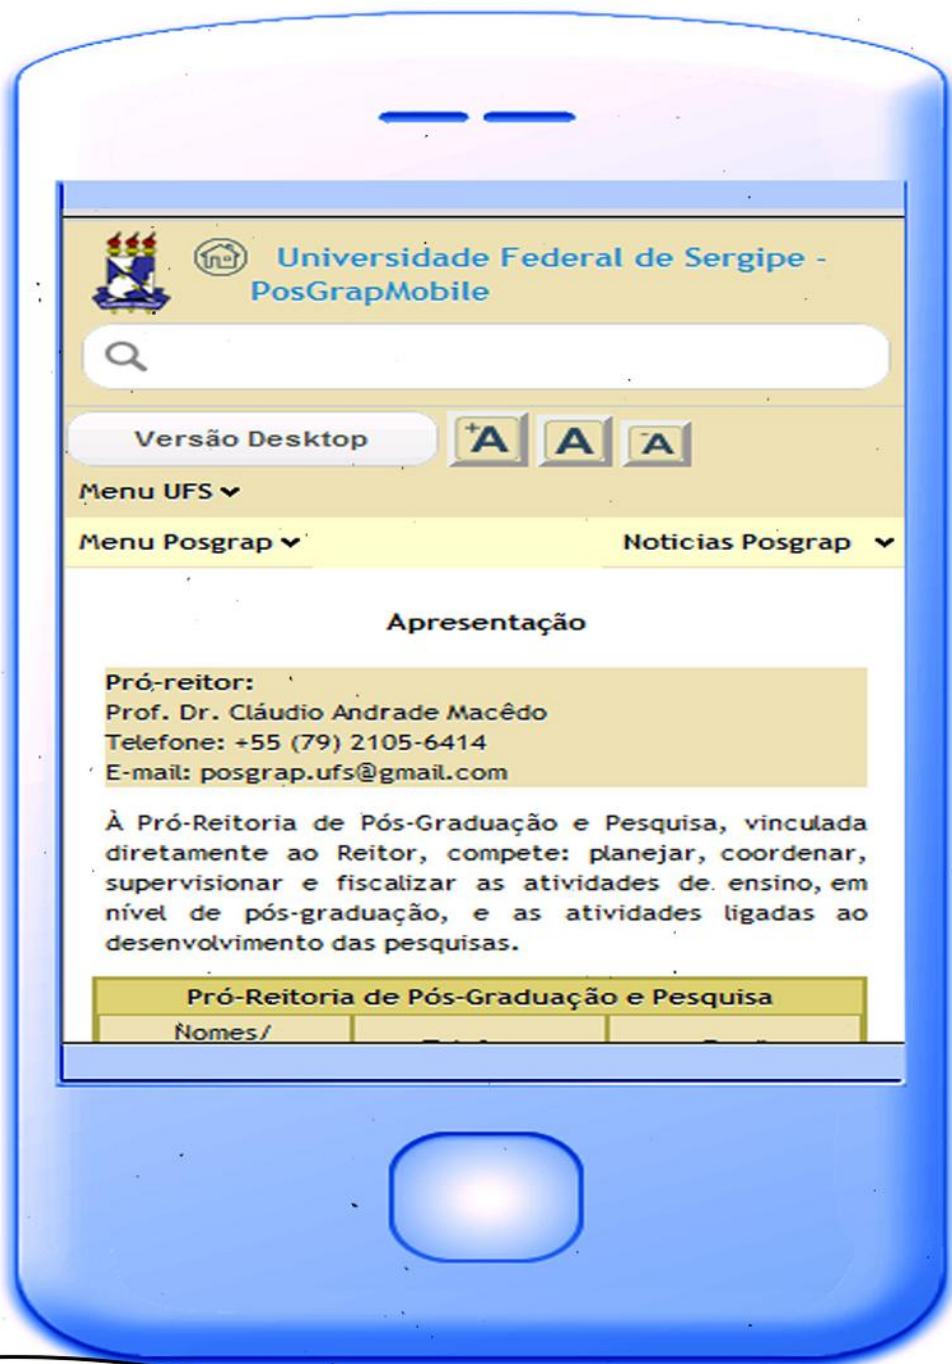 Universidade Federal de Sergipe -
PosGrapMobile
Versão Desktop
+A A -A
Menu UFS
Menu Posgrap
Noticias Posgrap
Apresentação
Pró-reitor:
Prof. Dr. Cláudio Andrade Macêdo
Telefone: +55 (79) 2105-6414
E-mail: posgrap.ufs@gmail.com
À Pró-Reitoria de Pós-Graduação e Pesquisa, vinculada
diretamente ao Reitor, compete: planejar, coordenar,
supervisionar e fiscalizar as atividades de ensino, em
nível de pós-graduação, e as atividades ligadas ao
desenvolvimento das pesquisas.
Pró-Reitoria de Pós-Graduação e Pesquisa
Nomes/